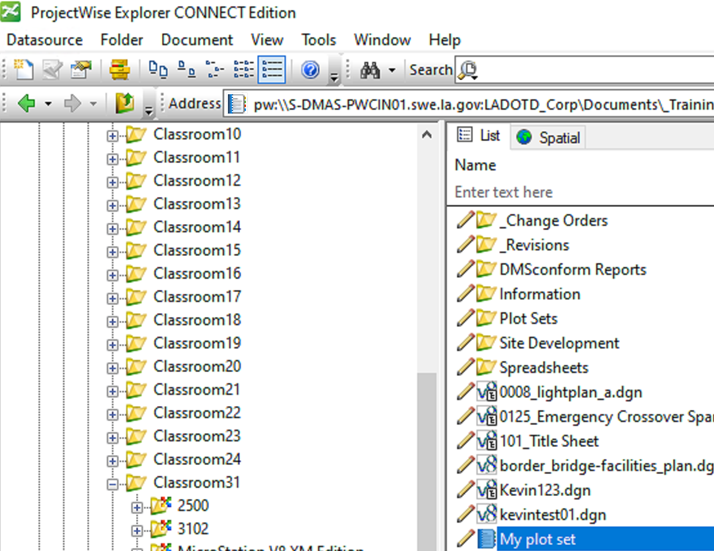 ProjectWise Explorer CONNECT Edition
Datasource Folder Document View Tools Window Help
Search
Address pw:\\S-DMAS-PWCIN01.swe.la.gov:LADOTD_Corp\Documents\_Training
Classroom10
Classroom11
Classroom12
Classroom13
Classroom14
Classroom15
Classroom16
Classroom17
Classroom18
Classroom19
Classroom20
Classroom21
Classroom22
Classroom23
Classroom24
Classroom31
2500
3102
MicroStation V8 XM Edition
List Spatial
Name
Enter text here
_Change Orders
_Revisions
DMSconform Reports
Information
Plot Sets
Site Development
Spreadsheets
0008_lightplan_a.dgn
0125_Emergency Crossover Spa
101_Title Sheet
border_bridge-facilities_plan.dg
Kevin123.dgn
kevintest01.dgn
My plot set